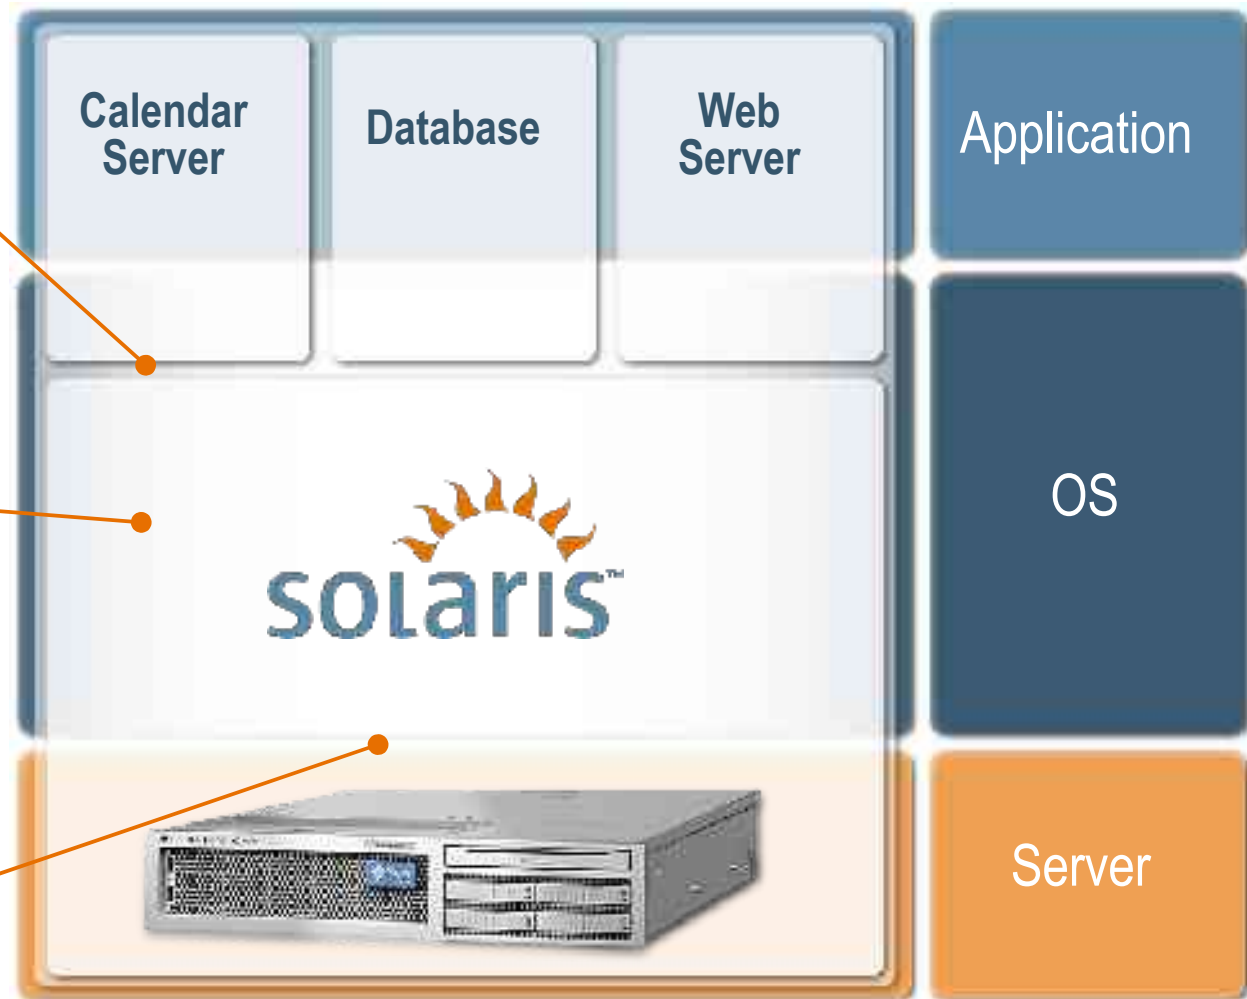 Calendar
Server
Database
Web
Server
Application
solaris™
OS
Server